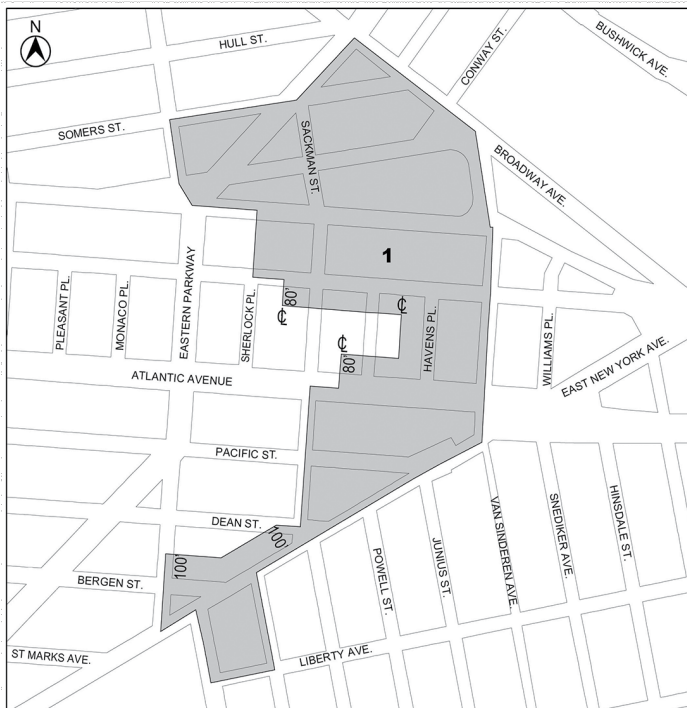 N
HULL ST.
CONWAY ST.
BUSHWICK AVE.
SOMERS ST.
SACKMAN ST.
BROADWAY AVE.
1
PLEASANT PL.
MONACO PL.
EASTERN PARKWAY
SHERLOCK PL.
80'
℄
℄
℄
80'
HAVENS PL.
WILLIAMS PL.
EAST NEW YORK AVE.
ATLANTIC AVENUE
PACIFIC ST.
DEAN ST.
100'
100'
BERGEN ST.
POWELL ST.
JUNIUS ST.
VAN SINDEREN AVE.
SNEDIKER AVE.
HINSDALE ST.
ST MARKS AVE.
LIBERTY AVE.